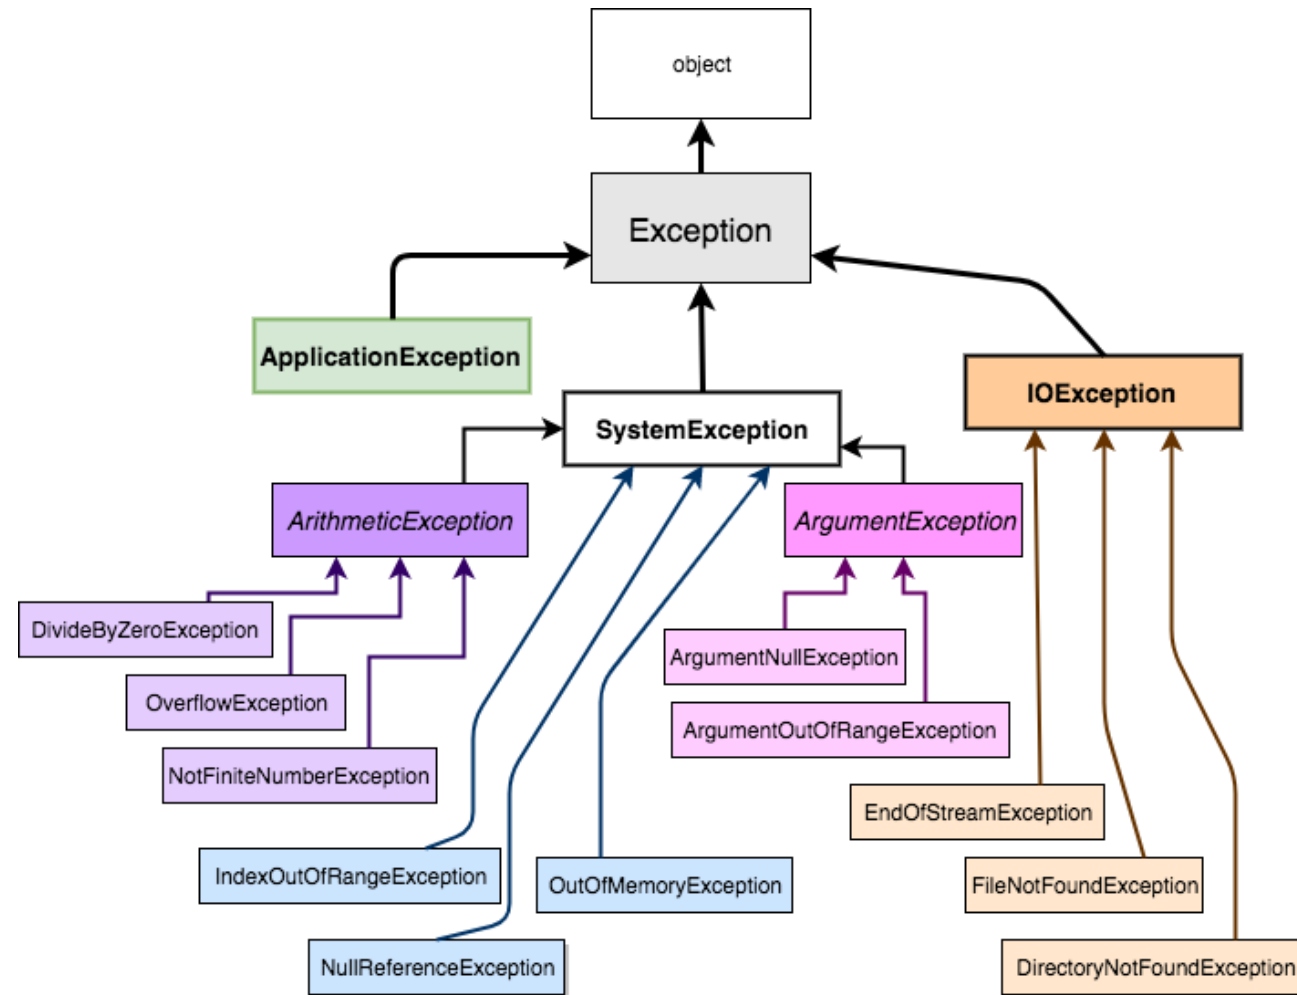 object
Exception
ApplicationException
IOException
SystemException
ArithmeticException
ArgumentException
DivideByZeroException
ArgumentNullException
OverflowException
ArgumentOutOfRangeException
NotFiniteNumberException
EndOfStreamException
IndexOutOfRangeException
OutOfMemoryException
FileNotFoundException
NullReferenceException
DirectoryNotFoundException